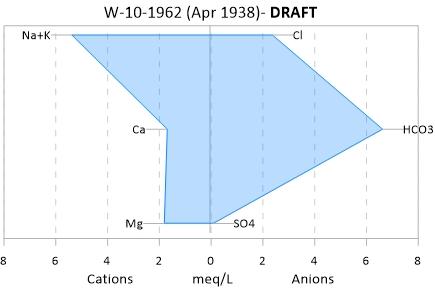 W-10-1962 (Apr 1938)- DRAFT
Na+K Cl
Ca HCO3
Mg SO4
8 6 4 2 0 2 4 6 8
Cations meq/L Anions